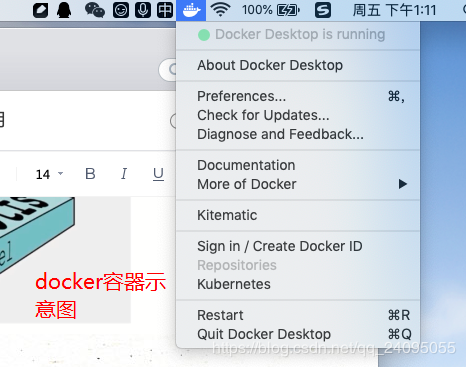 中 100% S 周五 下午1:11
Docker Desktop is running
About Docker Desktop
Preferences... ⌘,
Check for Updates...
Diagnose and Feedback...
14 B I U
Documentation
More of Docker
Kitematic
Sign in / Create Docker ID
Repositories
Kubernetes
docker容器示
意图
Restart ⌘R
Quit Docker Desktop ⌘Q
https://blog.csdn.net/qq_24095055